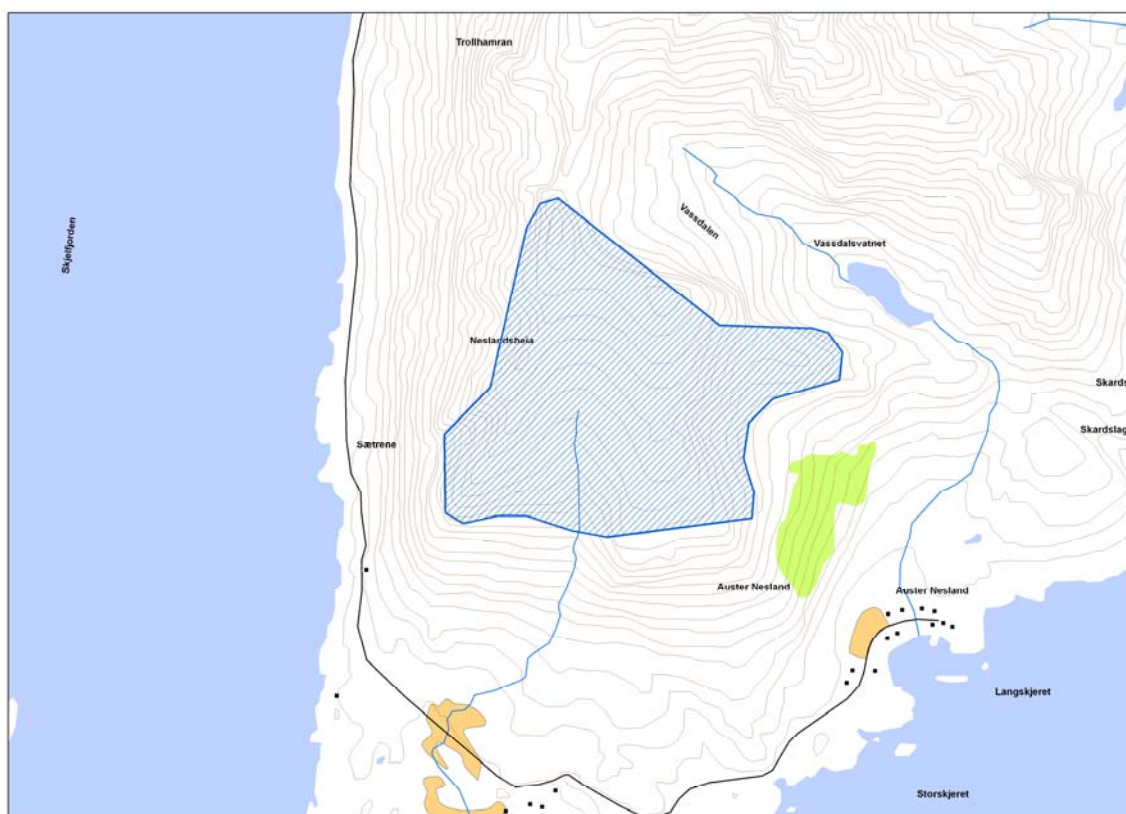 Trollhamran
Vassdalen
Skjelfjorden
Vassdalsvatnet
Neslandsheia
Skards
Skardslag
Sætrene
Auster Nesland
Auster Nesland
Langskjeret
Storskjeret